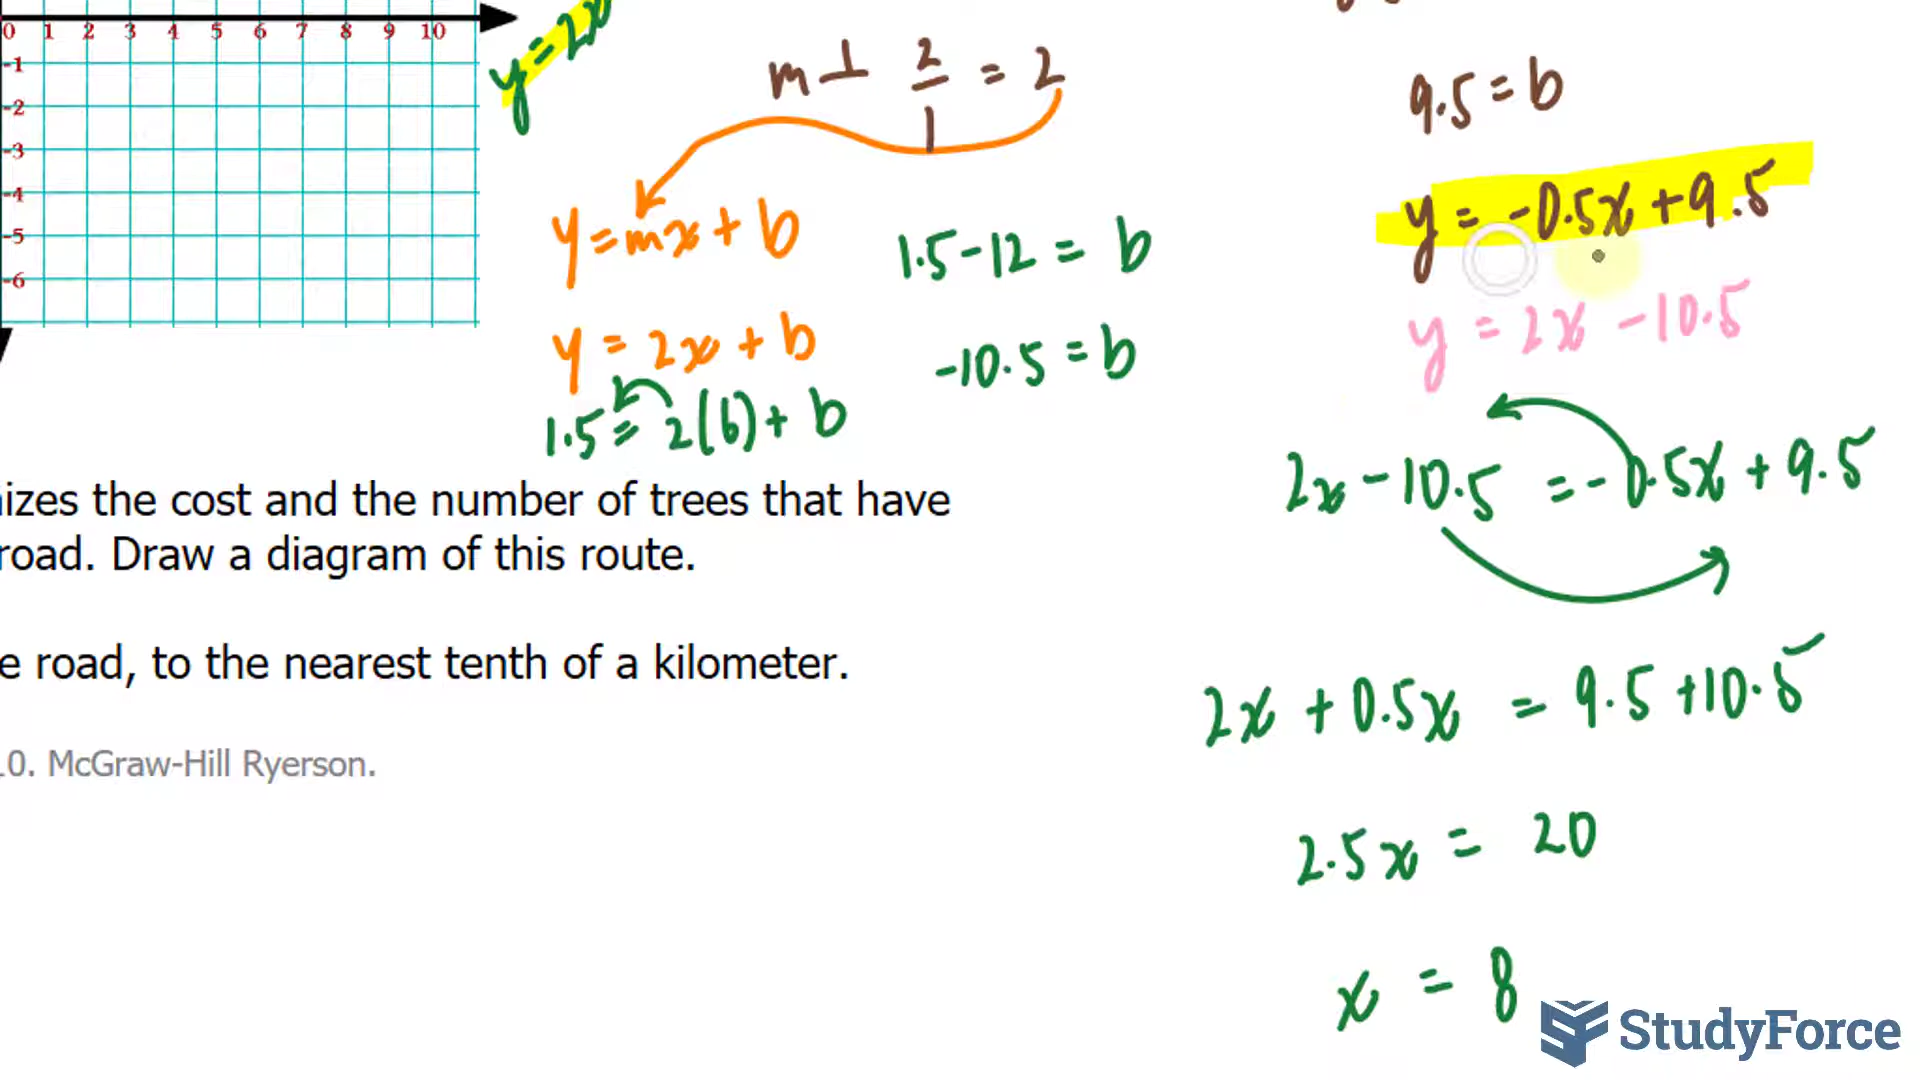 0 1 2 3 4 5 6 7 8 9 10
-1
-2
-3
-4
-5
-6
y = 2x
m⊥ 2/1 = 2
y = mx + b
y = 2x + b
1.5 = 2(6) + b
1.5 - 12 = b
-10.5 = b
9.5 = b
y = -0.5x + 9.5
y = 2x - 10.5
2x - 10.5 = -0.5x + 9.5
2x + 0.5x = 9.5 + 10.5
2.5x = 20
x = 8
izes the cost and the number of trees that have
road. Draw a diagram of this route.
e road, to the nearest tenth of a kilometer.
.0. McGraw-Hill Ryerson.
StudyForce